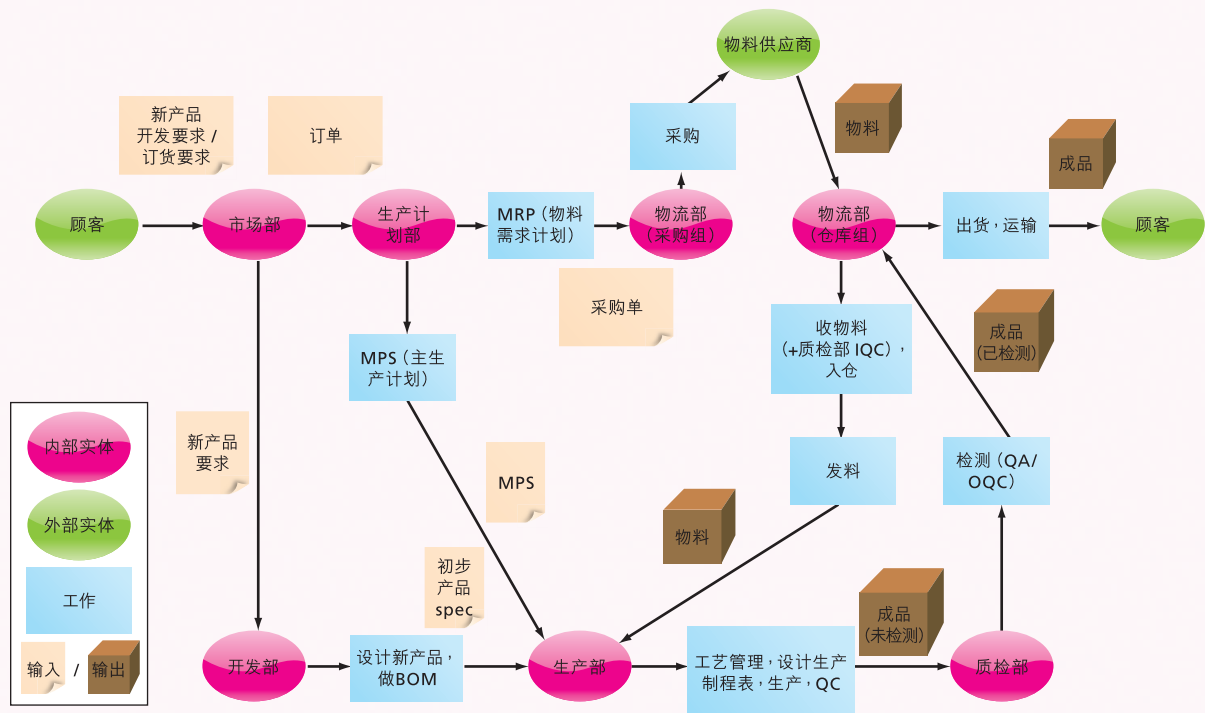 物料供应商
新产品
开发要求 /
订货要求
订单
采购
物料
成品
顾客
市场部
生产计
划部
MRP（物料
需求计划）
物流部
（采购组）
物流部
（仓库组）
出货，运输
顾客
采购单
收物料
（+质检部 IQC），
入仓
成品
（已检测）
MPS（主生
产计划）
内部实体
新产品
要求
MPS
发料
检测（QA/
OQC）
外部实体
物料
初步
产品
spec
工作
成品
（未检测）
输入 / 输出
开发部
设计新产品，
做BOM
生产部
工艺管理，设计生产
制程表，生产，QC
质检部